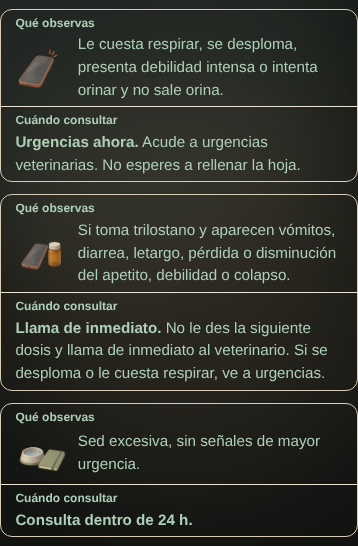 Qué observas
Le cuesta respirar, se desploma,
presenta debilidad intensa o intenta
orinar y no sale orina.
Cuándo consultar
Urgencias ahora. Acude a urgencias
veterinarias. No esperes a rellenar la hoja.
Qué observas
Si toma trilostano y aparecen vómitos,
diarrea, letargo, pérdida o disminución
del apetito, debilidad o colapso.
Cuándo consultar
Llama de inmediato. No le des la siguiente
dosis y llama de inmediato al veterinario. Si se
desploma o le cuesta respirar, ve a urgencias.
Qué observas
Sed excesiva, sin señales de mayor
urgencia.
Cuándo consultar
Consulta dentro de 24 h.